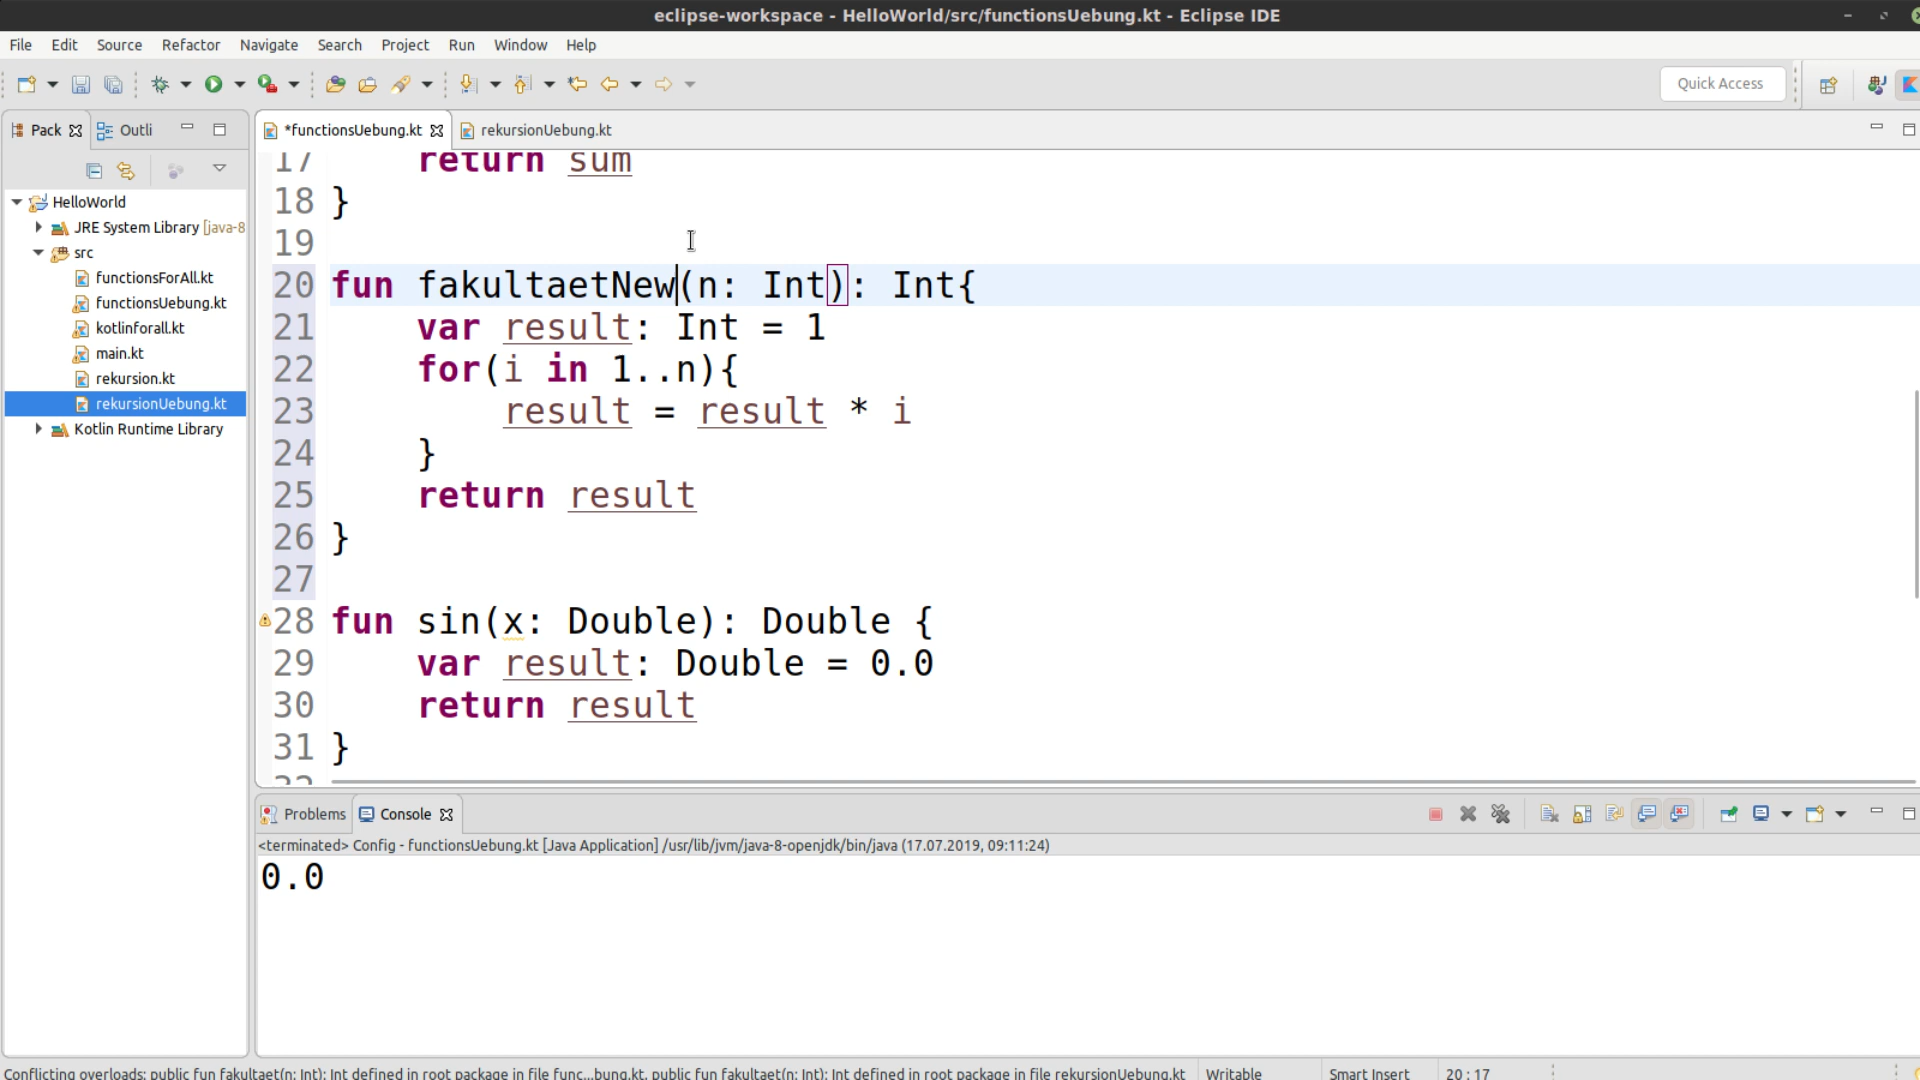 eclipse-workspace - HelloWorld/src/functionsUebung.kt - Eclipse IDE
File Edit Source Refactor Navigate Search Project Run Window Help
Quick Access
Pack Outli
*functionsUebung.kt rekursionUebung.kt
HelloWorld
JRE System Library [java-8
src
functionsForAll.kt
functionsUebung.kt
kotlinforall.kt
main.kt
rekursion.kt
rekursionUebung.kt
Kotlin Runtime Library
17 return sum
18 }
19
20 fun fakultaetNew(n: Int): Int{
21 var result: Int = 1
22 for(i in 1..n){
23 result = result * i
24 }
25 return result
26 }
27
28 fun sin(x: Double): Double {
29 var result: Double = 0.0
30 return result
31 }
32
Problems Console
<terminated> Config - functionsUebung.kt [Java Application] /usr/lib/jvm/java-8-openjdk/bin/java (17.07.2019, 09:11:24)
0.0
Conflicting overloads: public fun fakultaet(n: Int): Int defined in root package in file func...bung.kt, public fun fakultaet(n: Int): Int defined in root package in file rekursionUebung.kt Writable Smart Insert 20 : 17